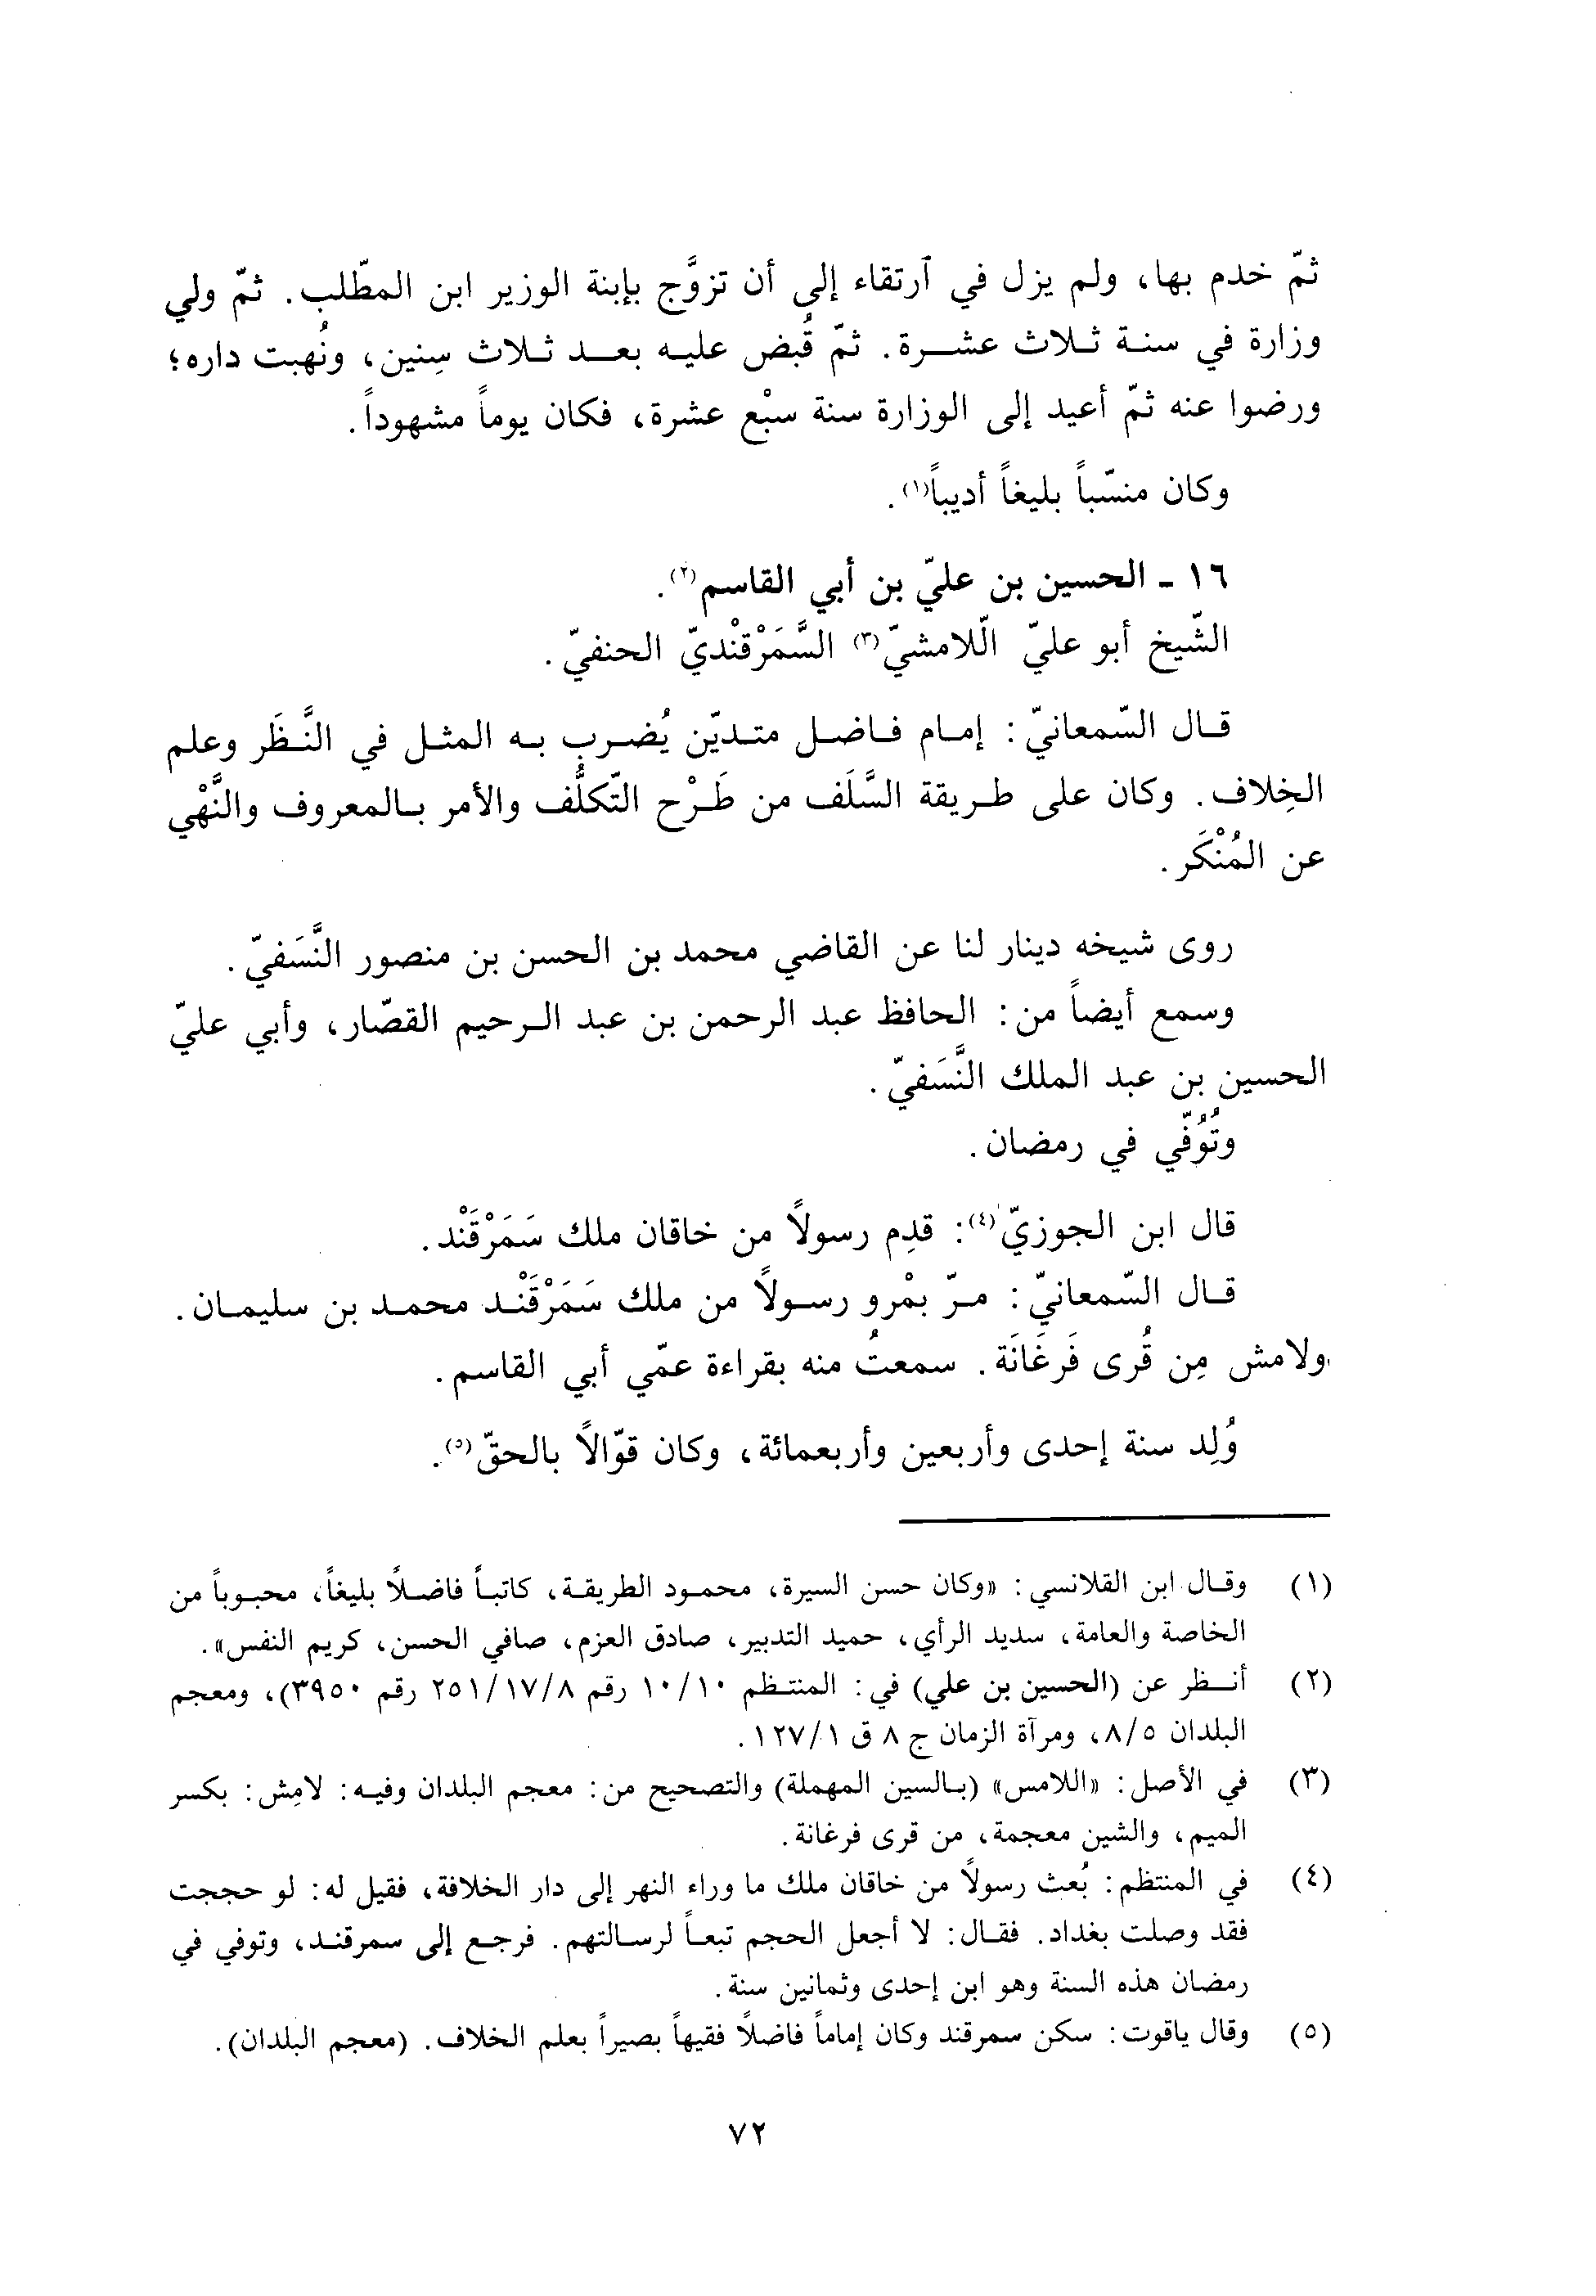 ثمّ خدم بها، ولم يزل في ٱرتقاء إلى أن تزوَّج بإبنة الوزير ابن المطّلب. ثمّ ولي
وزارة في سنة ثلاث عشرة. ثمّ قُبض عليه بعد ثلاث سِنين، ونُهبت داره؛
ورضوا عنه ثمّ أعيد إلى الوزارة سنة سبْع عشرة، فكان يوماً مشهوداً.
وكان منسّباً بليغاً أديباً(١).
١٦ - الحسين بن عليّ بن أبي القاسم(٢).
الشّيخ أبو عليّ الّلامشيّ(٣) السَّمَرْقنْديّ الحنفيّ.
قال السّمعانيّ: إمام فاضل متديّن يُضرب به المثل في النَّظَر وعلم
الخِلاف. وكان على طريقة السَّلَف من طَرْح التّكلُّف والأمر بالمعروف والنَّهْي
عن المُنْكَر.
روى شيخه دينار لنا عن القاضي محمد بن الحسن بن منصور النَّسَفيّ.
وسمع أيضاً من: الحافظ عبد الرحمن بن عبد الرحيم القصّار، وأبي عليّ
الحسين بن عبد الملك النَّسَفيّ.
وتُوُفّي في رمضان.
قال ابن الجوزيّ(٤): قدِم رسولاً من خاقان ملك سَمَرْقَنْد.
قال السّمعانيّ: مرّ بمْرو رسولاً من ملك سَمَرْقَنْد محمد بن سليمان.
ولامش مِن قُرى فَرغَانَة. سمعتُ منه بقراءة عمّي أبي القاسم.
وُلِد سنة إحدى وأربعين وأربعمائة، وكان قوّالاً بالحقّ(٥).
(١) وقال ابن القلانسي: «وكان حسن السيرة، محمود الطريقة، كاتباً فاضلاً بليغاً، محبوباً من
الخاصة والعامة، سديد الرأي، حميد التدبير، صادق العزم، صافي الحسن، كريم النفس».
(٢) أنظر عن (الحسين بن علي) في: المنتظم ١٠/١٠ رقم ٨/١٧/٢٥١ رقم ٣٩٥٠)، ومعجم
البلدان ٨/٥، ومرآة الزمان ج ٨ ق ١٢٧/١.
(٣) في الأصل: «اللامس» (بالسين المهملة) والتصحيح من: معجم البلدان وفيه: لامِش: بكسر
الميم، والشين معجمة، من قرى فرغانة.
(٤) في المنتظم: بُعث رسولاً من خاقان ملك ما وراء النهر إلى دار الخلافة، فقيل له: لو حججت
فقد وصلت بغداد. فقال: لا أجعل الحجم تبعاً لرسالتهم. فرجع إلى سمرقند، وتوفي في
رمضان هذه السنة وهو ابن إحدى وثمانين سنة.
(٥) وقال ياقوت: سكن سمرقند وكان إماماً فاضلاً فقيهاً بصيراً بعلم الخلاف. (معجم البلدان).
٧٢